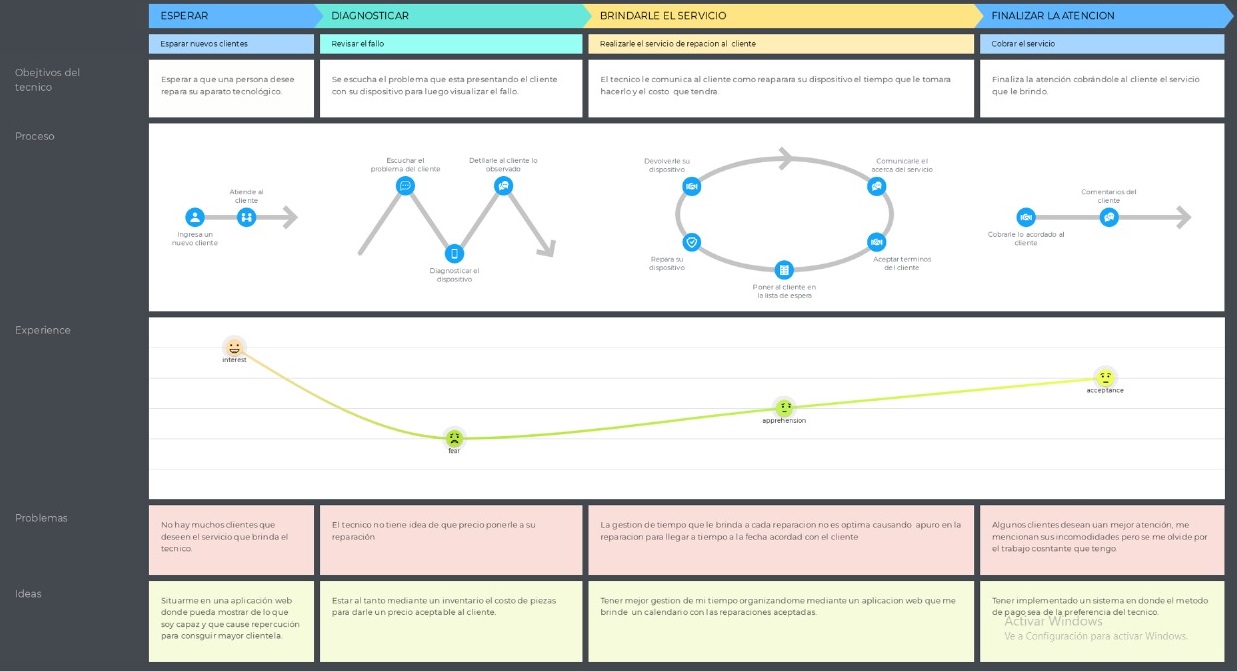 ESPERAR
DIAGNOSTICAR
BRINDARLE EL SERVICIO
FINALIZAR LA ATENCION
Esparar nuevos clientes
Revisar el fallo
Realizarle el servicio de repacion al cliente
Cobrar el servicio
Obejtivos del
tecnico
Esperar a que una persona desee
repara su aparato tecnológico.
Se escucha el problema que esta presentando el cliente
con su dispositivo para luego visualizar el fallo.
El tecnico le comunica al cliente como reaparara su dispositivo el tiempo que le tomara
hacerlo y el costo que tendra.
Finaliza la atención cobrándole al cliente el servicio
que le brindo.
Proceso
Ingresa un
nuevo cliente
Atiende al
cliente
Escuchar el
problema del cliente
Diagnosticar el
dispositivo
Detllarle al cliente lo
observado
Devolverle su
dispositivo
Comunicarle el
acerca del servicio
Repara su
dispositivo
Aceptar términos
del cliente
Poner al cliente en
la lista de espera
Cobrarle lo acordado al
cliente
Comentarios del
cliente
Experience
interest
fear
apprehension
acceptance
Problemas
No hay muchos clientes que
deseen el servicio que brinda el
tecnico.
El tecnico no tiene idea de que precio ponerle a su
reparación
La gestion de tiempo que le brinda a cada reparacion no es optima causando apuro en la
reparacion para llegar a tiempo a la fecha acordad con el cliente
Algunos clientes desean uan mejor atención, me
mencionan sus incomodidades pero se me olvide por
el trabajo cosntante que tengo
Ideas
Situarme en una aplicación web
donde pueda mostrar de lo que
soy capaz y que cause repercución
para consguir mayor clientela.
Estar al tanto mediante un inventario el costo de piezas
para darle un precio aceptable al cliente.
Tener mejor gestion de mi tiempo organizandome mediante un aplicacion web que me
brinde un calendario con las reparaciones aceptadas.
Tener implementado un sistema en donde el metodo
de pago sea de la preferencia del tecnico.
Activar Windows
Ve a Configuración para activar Windows.